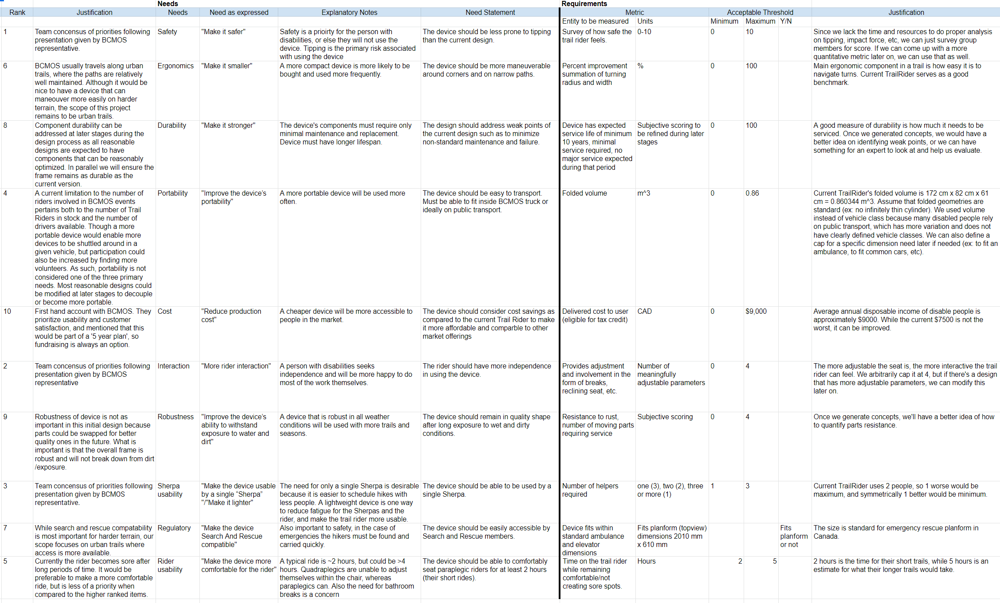 Needs
Requirements
Rank
Justification
Needs
Need as expressed
Explanatory Notes
Need Statement
Metric
Acceptable Threshold
Justification
Entity to be measured
Units
Minimum
Maximum
Y/N
1
Team concensus of priorities following
presentation given by BCMOS
representative.
Safety
"Make it safer"
Safety is a prioirty for the person with
disabilities, or else they will not use the
device. Tipping is the primary risk associated
with using the device
The device should be less prone to tipping
than the current design.
Survey of how safe the
trail rider feels.
0-10
0
10
Since we lack the time and resources to do proper analysis
on tipping, impact force, etc, we can just survey group
members for score. If we can come up with a more
quantitative metric later on, we can use that as well.
6
BCMOS usually travels along urban
trails, where the paths are relatively
well maintained. Although it would be
nice to have a device that can
maneouver more easily on harder
terrain, the scope of this project
remains to be urban trails.
Ergonomics
"Make it smaller"
A more compact device is more likely to be
bought and used more frequently.
The device should be more maneuverable
around corners and on narrow paths.
Percent improvement
summation of turning
radius and width
%
0
100
Main ergonomic component in a trail is how easy it is to
navigate turns. Current TrailRider serves as a good
benchmark.
8
Component durability can be
addressed at later stages during the
design process as all reasonable
designs are expected to have
components that can be reasonably
optimized. In parallel we will ensure the
frame remains as durable as the
current version.
Durability
"Make it stronger"
The device's components must require only
minimal maintenance and replacement.
Device must have longer lifespan.
The design should address weak points of
the current design such as to minimize
non-standard maintenance and failure.
Device has expected
service life of minimum
10 years, minimal
service required, no
major service expected
during that period
Subjective scoring to
be refined during later
stages
0
100
A good measure of durability is how much it needs to be
serviced. Once we generated concepts, we would have a
better idea on identifying weak points, or we can have
something for an expert to look at and help us evaluate.
4
A current limitation to the number of
riders involved in BCMOS events
pertains both to the number of Trail
Riders in stock and the number of
drivers available. Though a more
portable device would enable more
devices to be shuttled around in a
given vehicle, but participation could
also be increased by finding more
volunteers. As such, portability is not
considered one of the three primary
needs. Most reasonable designs could
be modified at later stages to decouple
or become more portable.
Portability
"Improve the device's
portability"
A more portable device will be used more
often.
The device should be easy to transport.
Must be able to fit inside BCMOS truck or
ideally on public transport.
Folded volume
m^3
0
0.86
Current TrailRider's folded volume is 172 cm x 82 cm x 61
cm = 0.860344 m^3. Assume that folded geometries are
standard (ex: no infinitely thin cylinder). We used volume
instead of vehicle class because many disabled people rely
on public transport, which has more variation and does not
have clearly defined vehicle classes. We can also define a
cap for a specific dimension need later if needed (ex: to fit an
ambulance, to fit common cars, etc).
10
First hand account with BCMOS. They
prioritize usability and customer
satisfaction, and mentioned that this
would be part of a '5 year plan', so
fundraising is always an option.
Cost
"Reduce production
cost"
A cheaper device will be more accessible to
people in the market.
The device should consider cost savings as
compared to the current Trail Rider to make
it more affordable and comparble to other
market offerings
Delivered cost to user
(eligible for tax credit)
CAD
0
$9,000
Average annual disposable income of disable people is
approximately $9000. While the current $7500 is not the
worst, it can be improved.
2
Team concensus of priorities following
presentation given by BCMOS
representative
Interaction
"More rider interaction"
A person with disabilities seeks
independence and will be more happy to do
most of the work themselves.
The rider should have more independence
in using the device.
Provides adjustment
and involvement in the
form of breaks,
reclining seat, etc.
Number of
meaningfully
adjustable parameters
0
4
The more adjustable the seat is, the more interactive the trail
rider can feel. We arbitrarily cap it at 4, but if there's a design
that has more adjustable parameters, we can modify this
later on.
9
Robustness of device is not as
important in this initial design because
parts could be swapped for better
quality ones in the future. What is
important is that the overall frame is
robust and will not break down from dirt
/exposure.
Robustness
"Improve the device's
ability to withstand
exposure to water and
dirt"
A device that is robust in all weather
conditions will be used with more trails and
seasons.
The device should remain in quality shape
after long exposure to wet and dirty
conditions.
Resistance to rust,
number of moving parts
requiring service
Subjective scoring
0
4
Once we generate concepts, we'll have a better idea of how
to quantify parts resistance.
3
Team concensus of priorities following
presentation given by BCMOS
representative.
Sherpa
usability
"Make the device usable
by a single “Sherpa”
"/"Make it lighter"
The need for only a single Sherpa is desirable
because it is easier to schedule hikes with
less people. A lightweight device is one way
to reduce fatigue for the Sherpas and the
rider, and make the trail rider more usable.
The device should be able to be used by a
single Sherpa.
Number of helpers
required
one (3), two (2), three
or more (1)
1
3
Current TrailRider uses 2 people, so 1 worse would be
maximum, and symmetrically 1 better would be minimum.
7
While search and rescue compatability
is most important for harder terrain, our
scope focuses on urban trails where
access is more available.
Regulatory
"Make the device
Search And Rescue
compatible"
Also important to safety, in the case of
emergencies the hikers must be found and
carried quickly.
The device should be easily accessible by
Search and Rescue members.
Device fits within
standard ambulance
and elevator
dimensions
Fits planform (topview)
dimensions 2010 mm
x 610 mm
Fits
planform
or not
The size is standard for emergency rescue planform in
Canada.
5
Currently the rider becomes sore after
long periods of time. It would be
preferable to make a more comfortable
ride, but is less of a priority when
compared to the higher ranked items.
Rider
usability
"Make the device more
comfortable for the rider"
A typical ride is ~2 hours, but could be >4
hours. Quadraplegics are unable to adjust
themselves within the chair, whereas
paraplegics can. Also the need for bathroom
breaks is a concern
The device should be able to comfortably
seat paraplegic riders for at least 2 hours
(their short rides).
Time on the trail rider
while remaining
comfortable/not
creating sore spots.
Hours
2
5
2 hours is the time for their short trails, while 5 hours is an
estimate for what their longer trails would take.